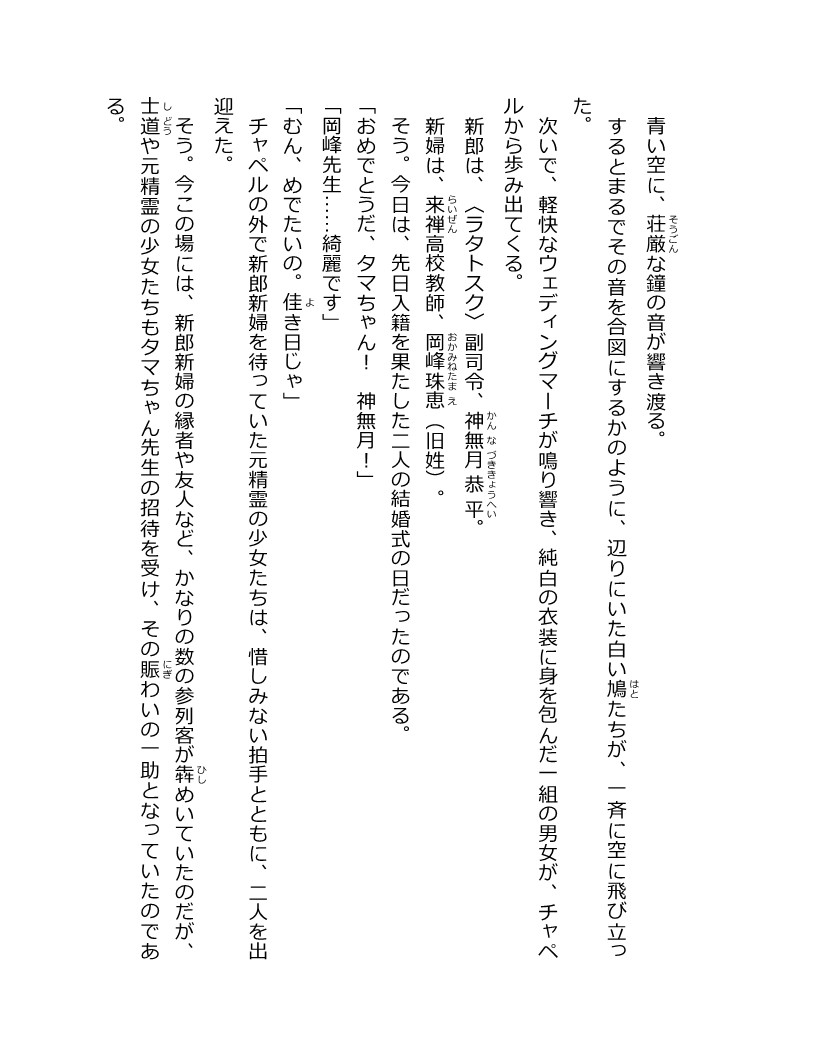 青い空に、荘厳な鐘の音が響き渡る。
するとまるでその音を合図にするかのように、辺りにいた白い鳩たちが、一斉に空に飛び立っ
た。
次いで、軽快なウェディングマーチが鳴り響き、純白の衣装に身を包んだ一組の男女が、チャペ
ルから歩み出てくる。
新郎は、〈ラタトスク〉副司令、神無月恭平。
新婦は、来禅高校教師、岡峰珠恵（旧姓）。
そう。今日は、先日入籍を果たした二人の結婚式の日だったのである。
「おめでとうだ、タマちゃん！　神無月！」
「岡峰先生……綺麗です」
「むん、めでたいの。佳き日じゃ」
チャペルの外で新郎新婦を待っていた元精霊の少女たちは、惜しみない拍手とともに、二人を出
迎えた。
そう。今この場には、新郎新婦の縁者や友人など、かなりの数の参列客が犇めいていたのだが、
士道や元精霊の少女たちもタマちゃん先生の招待を受け、その賑わいの一助となっていたのであ
る。